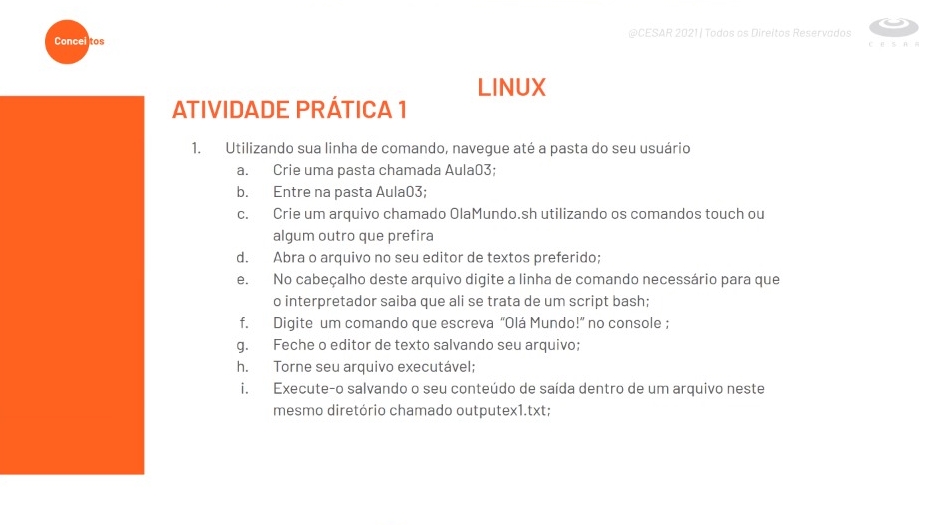 Conceitos
@CESAR 2021 | Todos os Direitos Reservados
CESAR
LINUX
ATIVIDADE PRÁTICA 1
1. Utilizando sua linha de comando, navegue até a pasta do seu usuário
a. Crie uma pasta chamada Aula03;
b. Entre na pasta Aula03;
c. Crie um arquivo chamado OlaMundo.sh utilizando os comandos touch ou
algum outro que prefira
d. Abra o arquivo no seu editor de textos preferido;
e. No cabeçalho deste arquivo digite a linha de comando necessário para que
o interpretador saiba que ali se trata de um script bash;
f. Digite um comando que escreva “Olá Mundo!” no console ;
g. Feche o editor de texto salvando seu arquivo;
h. Torne seu arquivo executável;
i. Execute-o salvando o seu conteúdo de saída dentro de um arquivo neste
mesmo diretório chamado outputex1.txt;